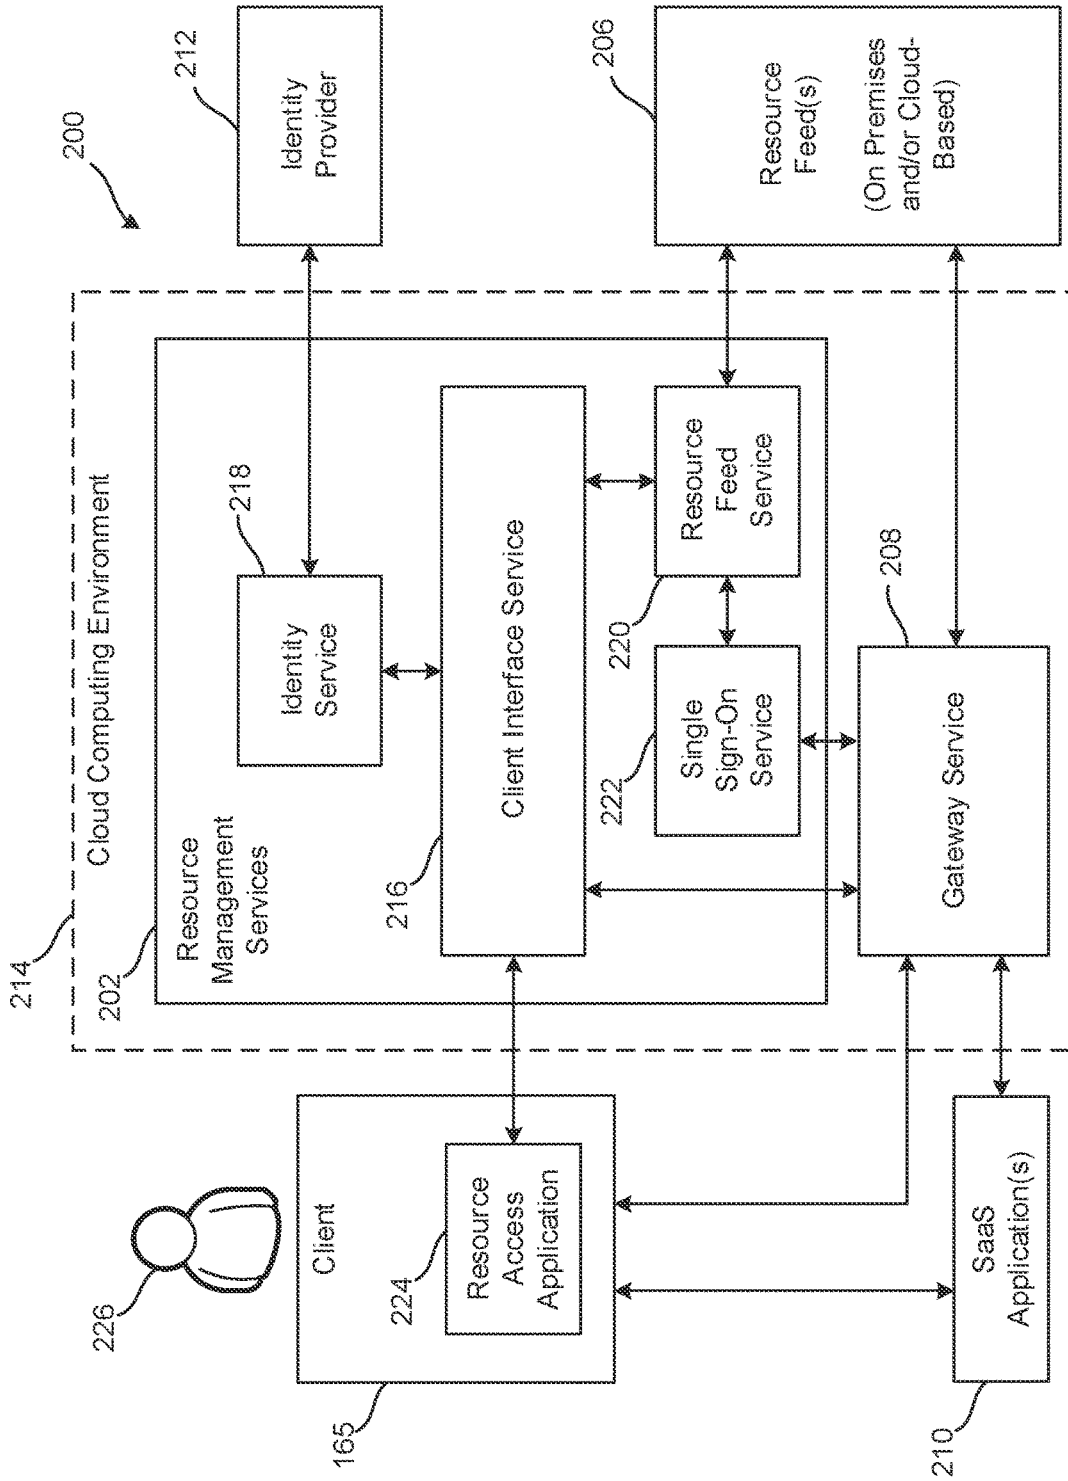 200
214
Cloud Computing Environment
202
Resource
Management
Services
218
Identity
Service
212
Identity
Provider
226
165
Client
224
Resource
Access
Application
216
Client Interface Service
222
Single
Sign-On
Service
220
Resource
Feed
Service
206
Resource
Feed(s)
(On Premises
and/or Cloud-
Based)
210
SaaS
Application(s)
208
Gateway Service